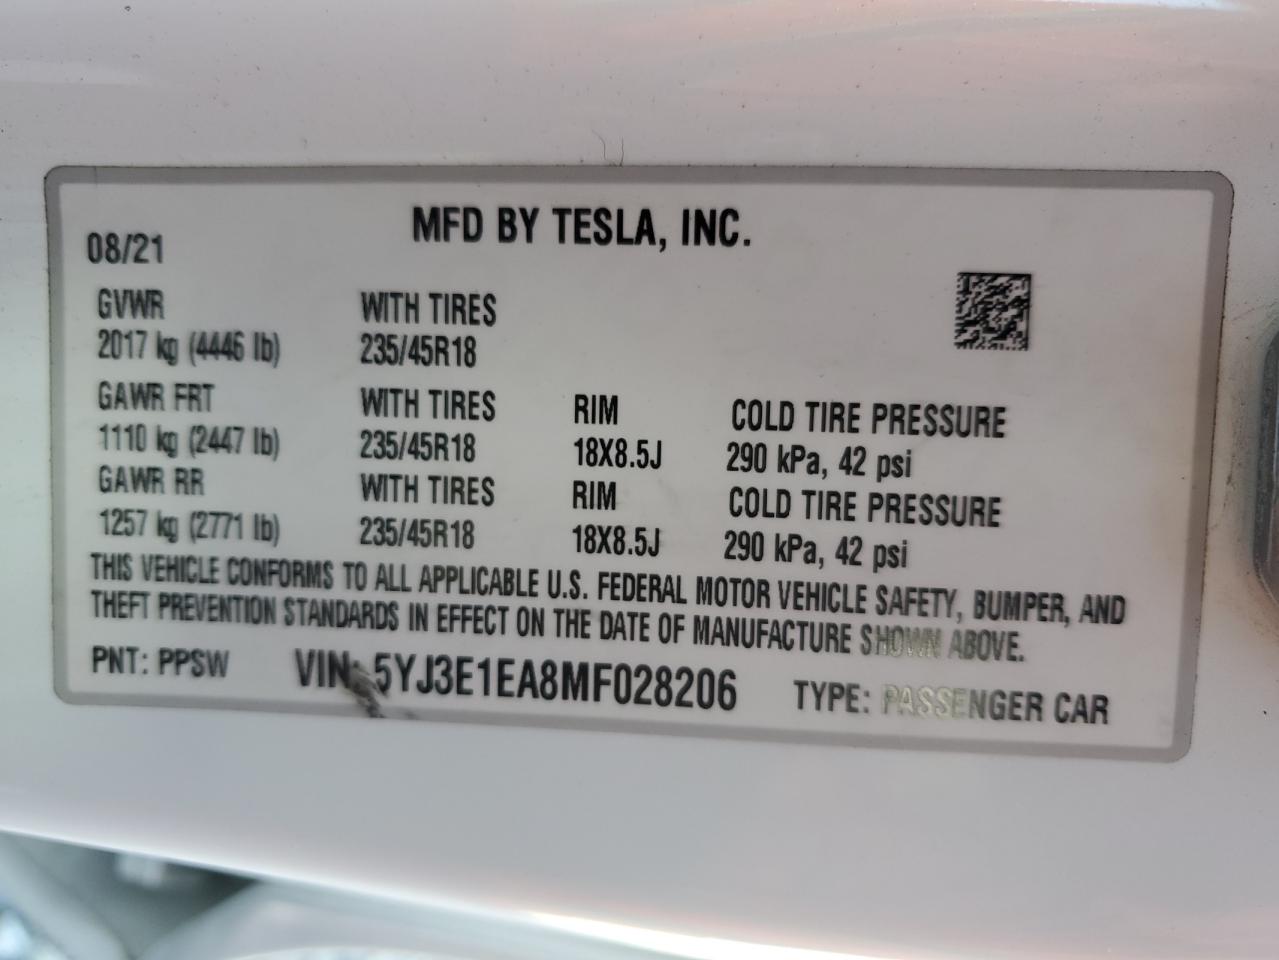 MFD BY TESLA, INC.
08/21
GVWR WITH TIRES
2017 kg (4446 lb) 235/45R18
GAWR FRT WITH TIRES RIM COLD TIRE PRESSURE
1110 kg (2447 lb) 235/45R18 18X8.5J 290 kPa, 42 psi
GAWR RR WITH TIRES RIM COLD TIRE PRESSURE
1257 kg (2771 lb) 235/45R18 18X8.5J 290 kPa, 42 psi
THIS VEHICLE CONFORMS TO ALL APPLICABLE U.S. FEDERAL MOTOR VEHICLE SAFETY, BUMPER, AND
THEFT PREVENTION STANDARDS IN EFFECT ON THE DATE OF MANUFACTURE SHOWN ABOVE.
PNT: PPSW VIN: 5YJ3E1EA8MF028206 TYPE: PASSENGER CAR